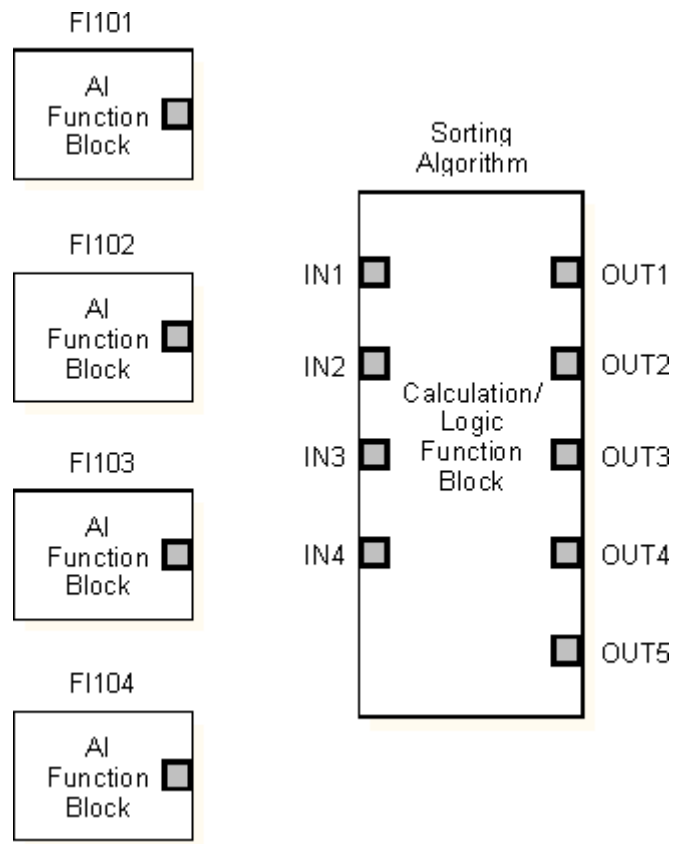 FI101
AI
Function
Block
FI102
AI
Function
Block
FI103
AI
Function
Block
FI104
AI
Function
Block
Sorting
Algorithm
IN1
IN2
IN3
IN4
Calculation/
Logic
Function
Block
OUT1
OUT2
OUT3
OUT4
OUT5